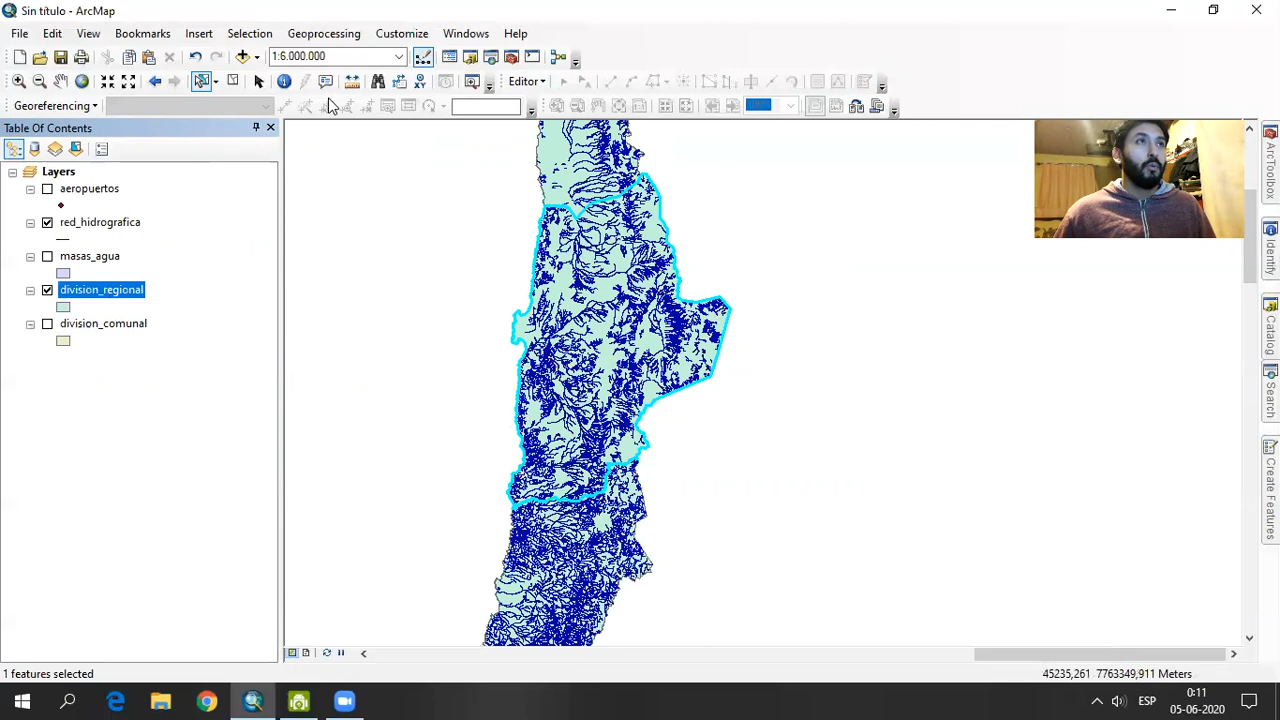 Sin título - ArcMap
File Edit View Bookmarks Insert Selection Geoprocessing Customize Windows Help
1:6.000.000
Editor
Georeferencing
Table Of Contents
Layers
aeropuertos
red_hidrografica
masas_agua
division_regional
division_comunal
ArcToolbox
Identify
Catalog
Search
Create Features
1 features selected
45235,261 7763349,911 Meters
ESP
0:11
05-06-2020